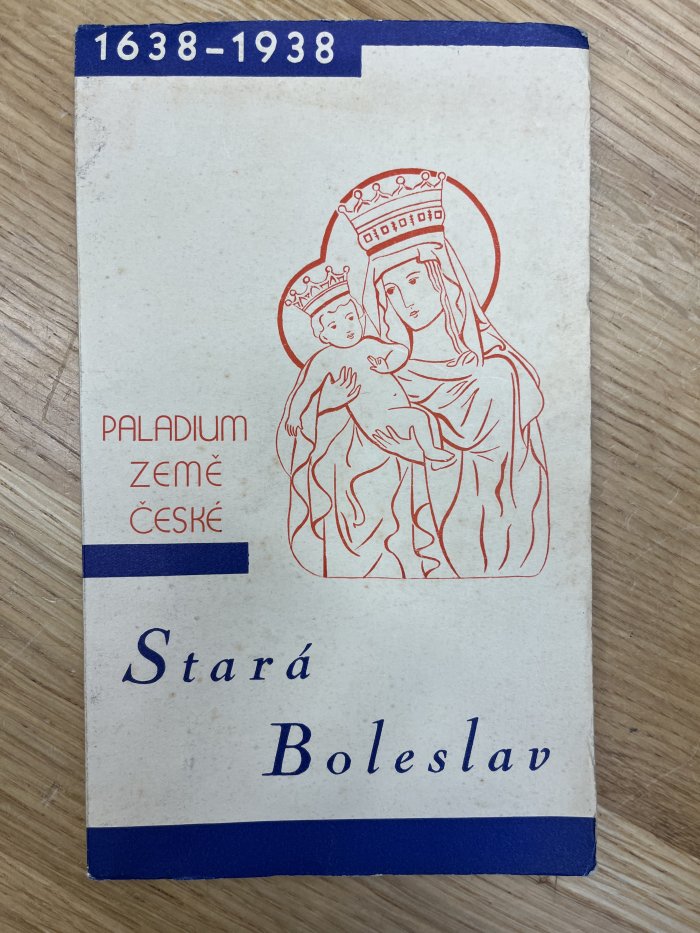 1638-1938
PALADIUM
ZEMĚ
ČESKÉ
Stará
Boleslav